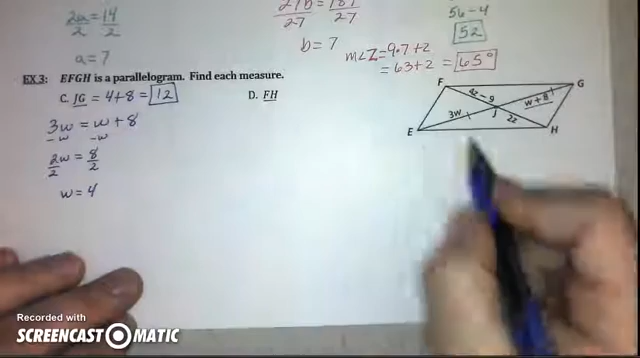 2a = 14
2 2
a = 7
27b = 189
27 27
b = 7
56 - 4
52
m∠Z = 9·7+2
= 63+2 = 65°
EX 3: EFGH is a parallelogram. Find each measure.
C. JG = 4+8 = 12
D. FH
3w = w + 8
-w -w
2w = 8
2 2
w = 4
F
G
4z - 9
w + 8
3w
J
2z
E
H
Recorded with
SCREENCAST O MATIC